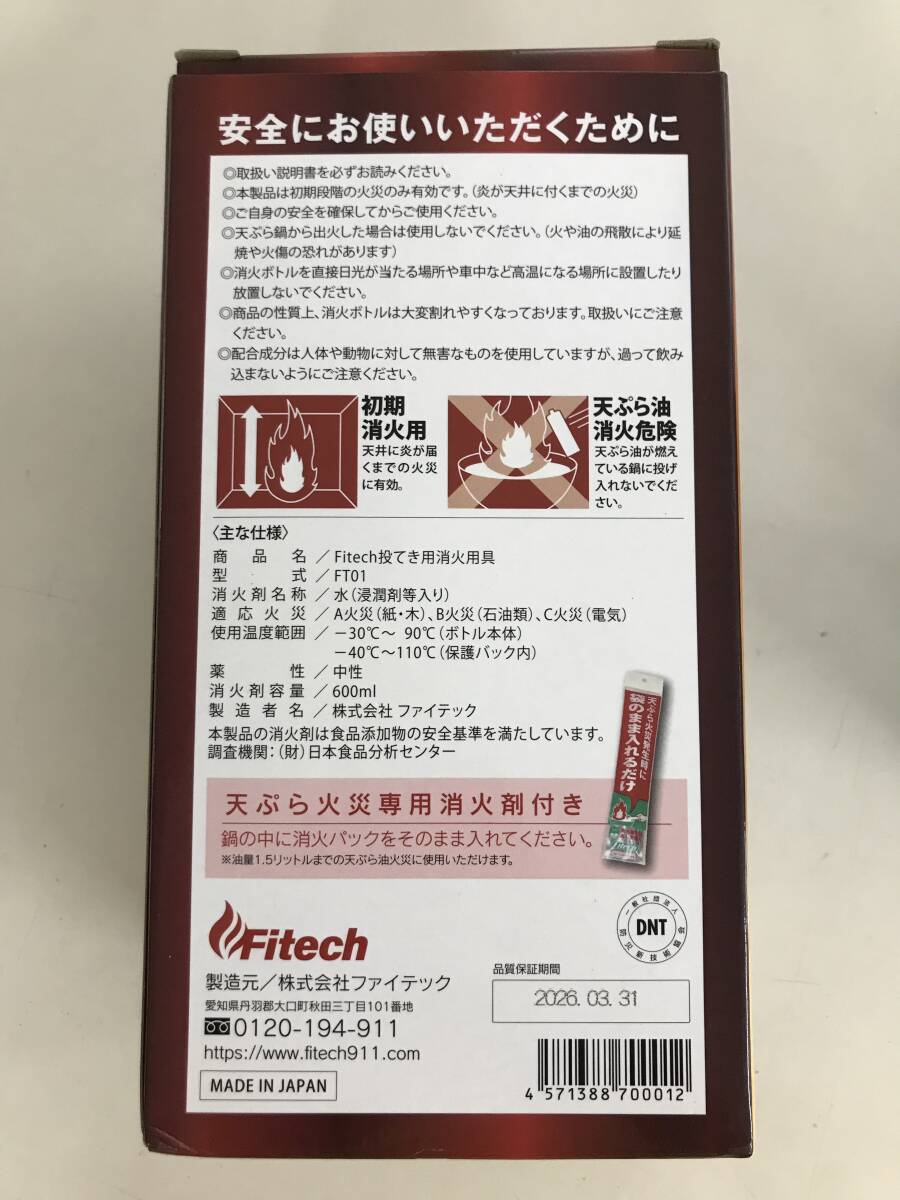 安全にお使いいただくために
◎取扱い説明書を必ずお読みください。
◎本製品は初期段階の火災のみ有効です。（炎が天井に付くまでの火災）
◎ご自身の安全を確保してからご使用ください。
◎天ぷら鍋から出火した場合は使用しないでください。（火や油の飛散により延
焼や火傷の恐れがあります）
◎消火ボトルを直接日光が当たる場所や車中など高温になる場所に設置したり
放置しないでください。
◎商品の性質上、消火ボトルは大変割れやすくなっております。取扱いにご注意
ください。
◎配合成分は人体や動物に対して無害なものを使用していますが、過って飲み
込まないようにご注意ください。
初期
消火用
天井に炎が届
くまでの火災
に有効。
天ぷら油
消火危険
天ぷら油が燃え
ている鍋に投げ
入れないでくだ
さい。
〈主な仕様〉
商品名／Fitech投てき用消火用具
型式／FT01
消火剤名称／水（浸潤剤等入り）
適応火災／A火災（紙・木）、B火災（石油類）、C火災（電気）
使用温度範囲／−30℃〜 90℃（ボトル本体）
−40℃〜110℃（保護パック内）
薬性／中性
消火剤容量／600ml
製造者名／株式会社 ファイテック
本製品の消火剤は食品添加物の安全基準を満たしています。
調査機関：（財）日本食品分析センター
天ぷら火災発生時に
袋のまま入れるだけ
Fitech
天ぷら火災専用消火剤付き
鍋の中に消火パックをそのまま入れてください。
※油量1.5リットルまでの天ぷら油火災に使用いただけます。
Fitech
一般社団法人
DNT
防災新技術協会
製造元／株式会社ファイテック
愛知県丹羽郡大口町秋田三丁目101番地
0120-194-911
https://www.fitech911.com
MADE IN JAPAN
品質保証期間
2026.03.31
4 571388 700012